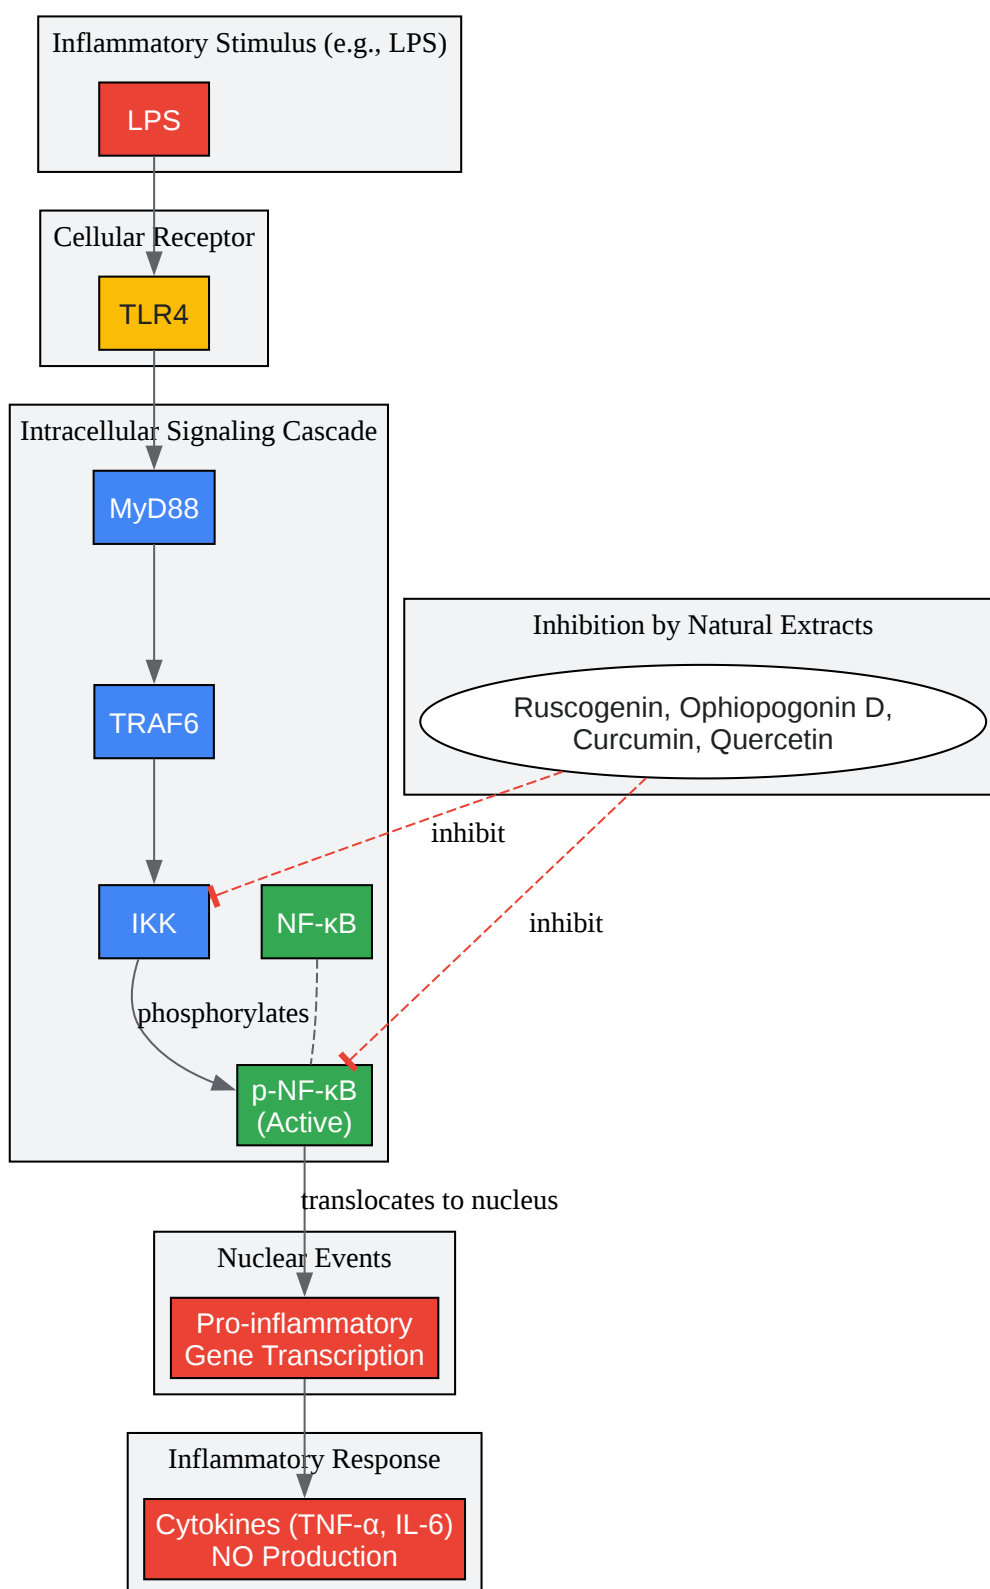 Inflammatory Stimulus (e.g., LPS)
LPS
Cellular Receptor
TLR4
Intracellular Signaling Cascade
MyD88
Inhibition by Natural Extracts
TRAF6
Ruscogenin, Ophiopogonin D,
Curcumin, Quercetin
inhibit
IKK
NF-κB
inhibit
phosphorylates
p-NF-κB
(Active)
translocates to nucleus
Nuclear Events
Pro-inflammatory
Gene Transcription
Inflammatory Response
Cytokines (TNF-α, IL-6)
NO Production